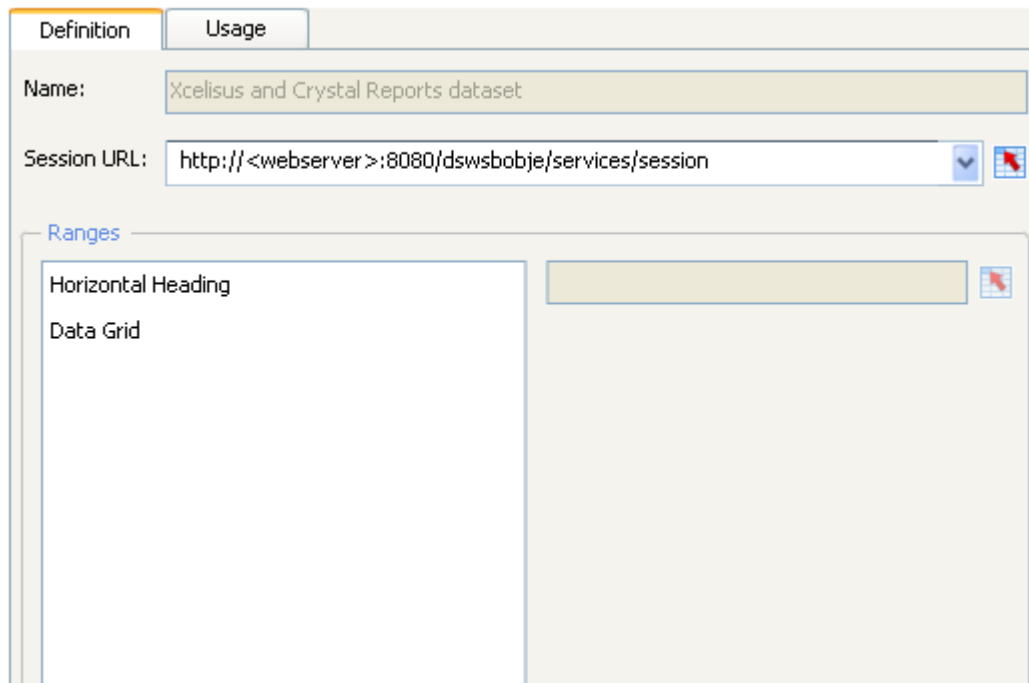 Definition Usage
Name: Xcelisus and Crystal Reports dataset
Session URL: http://<webserver>:8080/dswsbobje/services/session
Ranges
Horizontal Heading
Data Grid